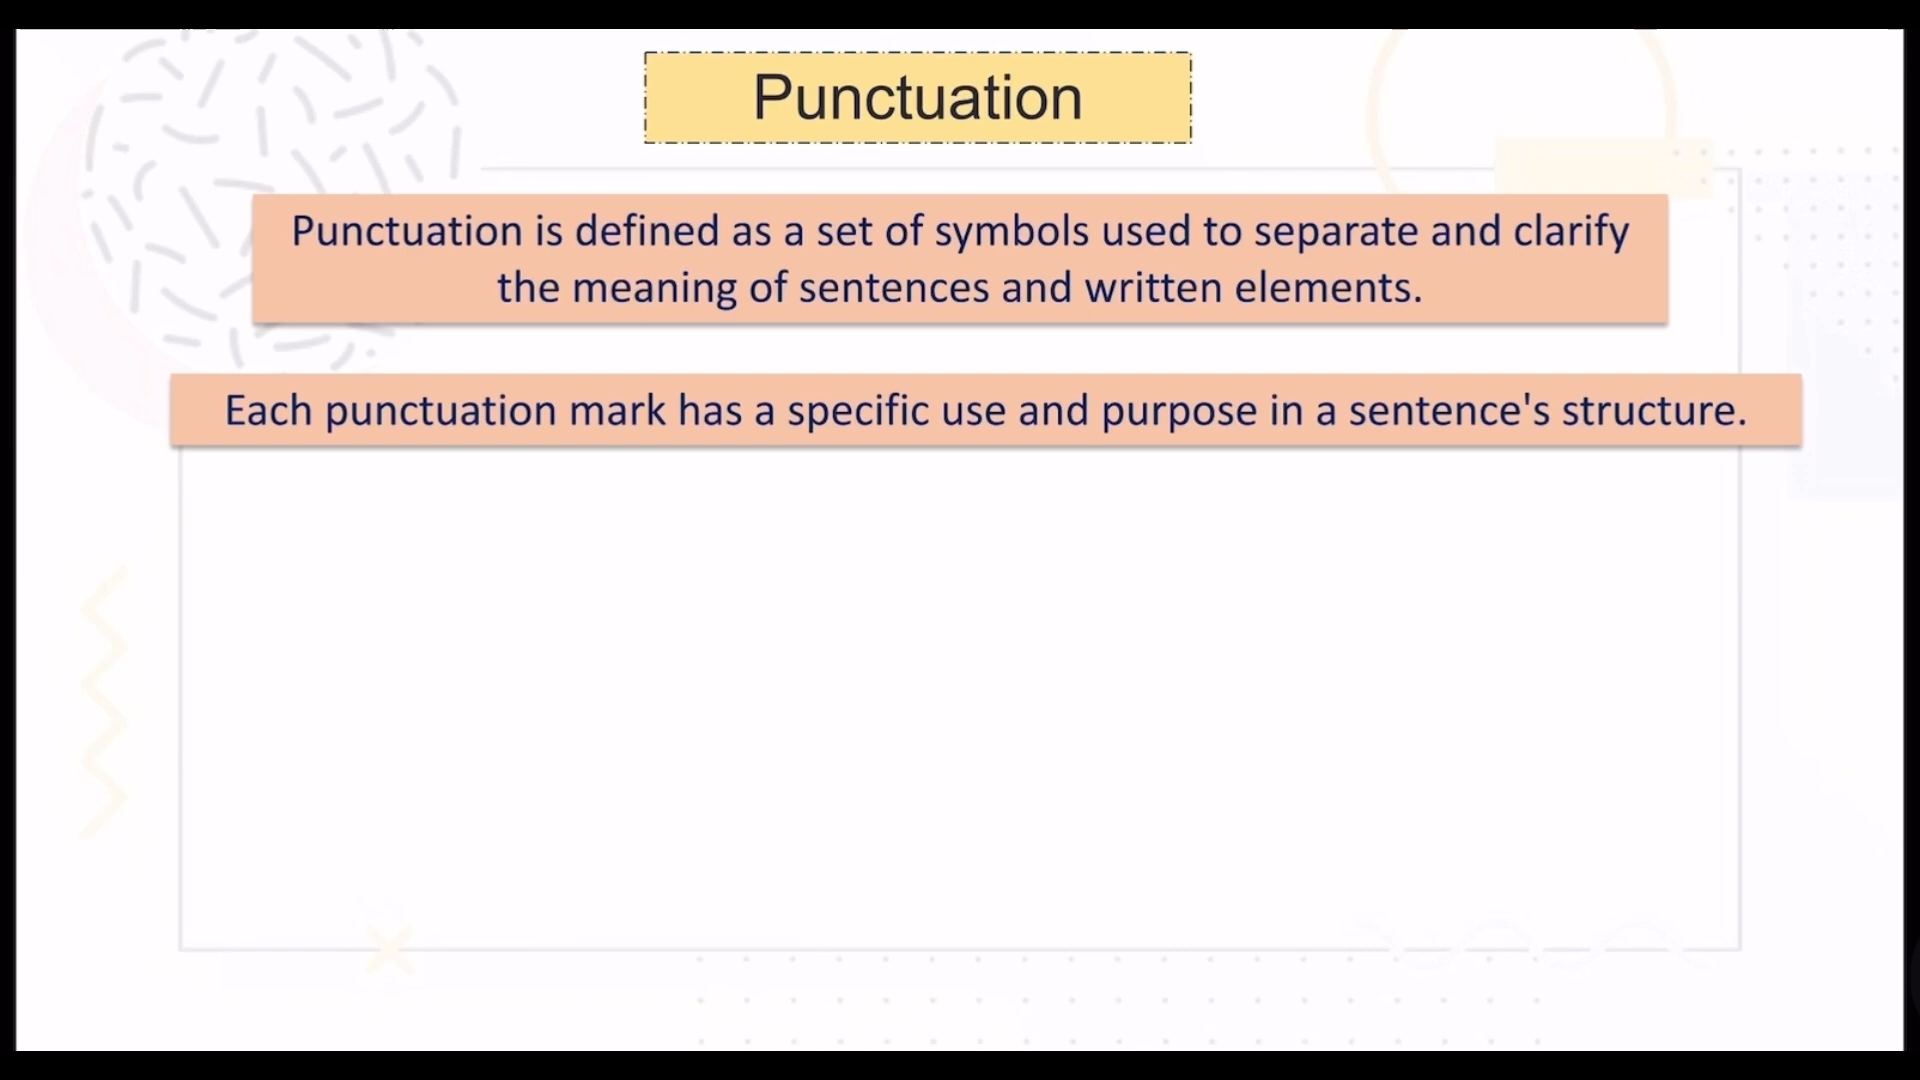 Punctuation
Punctuation is defined as a set of symbols used to separate and clarify
the meaning of sentences and written elements.
Each punctuation mark has a specific use and purpose in a sentence's structure.